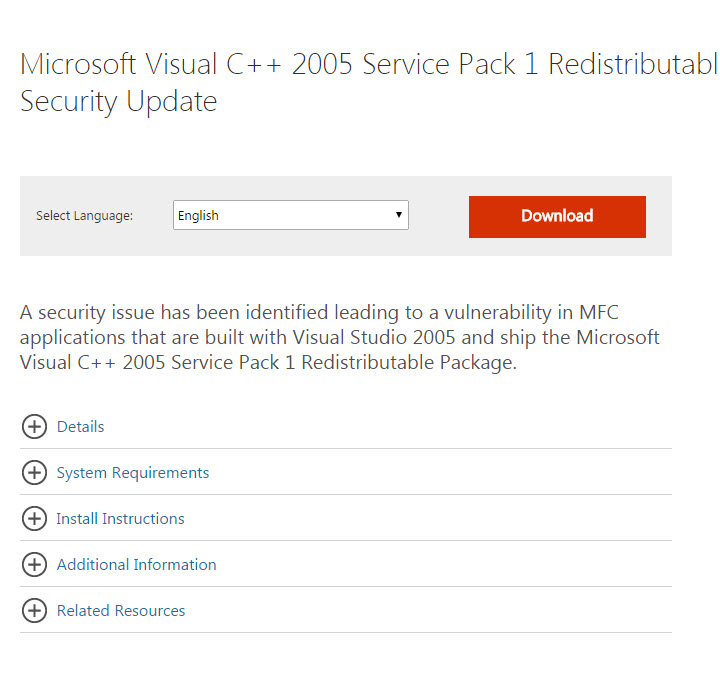 Microsoft Visual C++ 2005 Service Pack 1 Redistributabl
Security Update
Select Language:
English
Download
A security issue has been identified leading to a vulnerability in MFC
applications that are built with Visual Studio 2005 and ship the Microsoft
Visual C++ 2005 Service Pack 1 Redistributable Package.
Details
System Requirements
Install Instructions
Additional Information
Related Resources